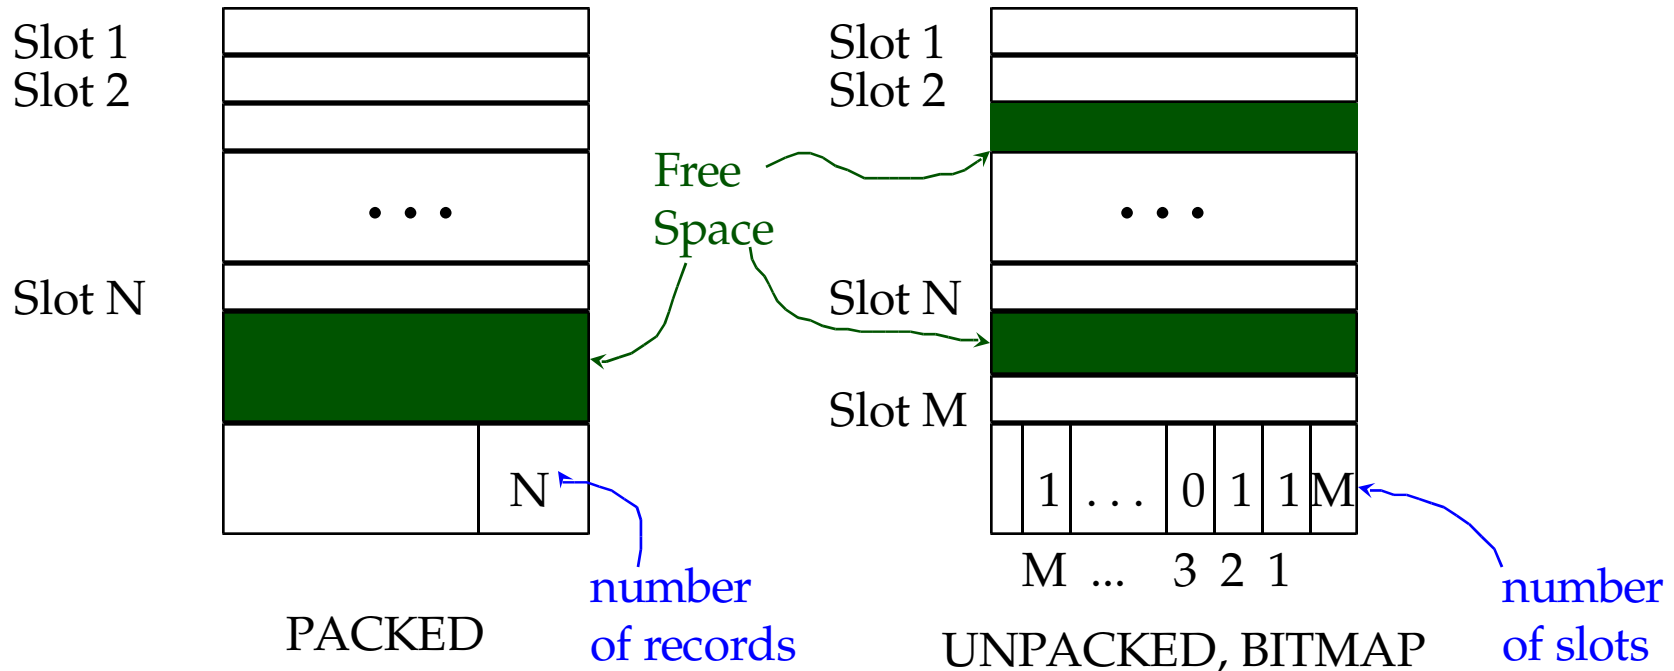 Slot 1
Slot 2
. . .
Slot N
N
number
of records
PACKED
Free
Space
Slot 1
Slot 2
. . .
Slot N
Slot M
1 . . . 0 1 1 M
M ... 3 2 1
number
of slots
UNPACKED, BITMAP